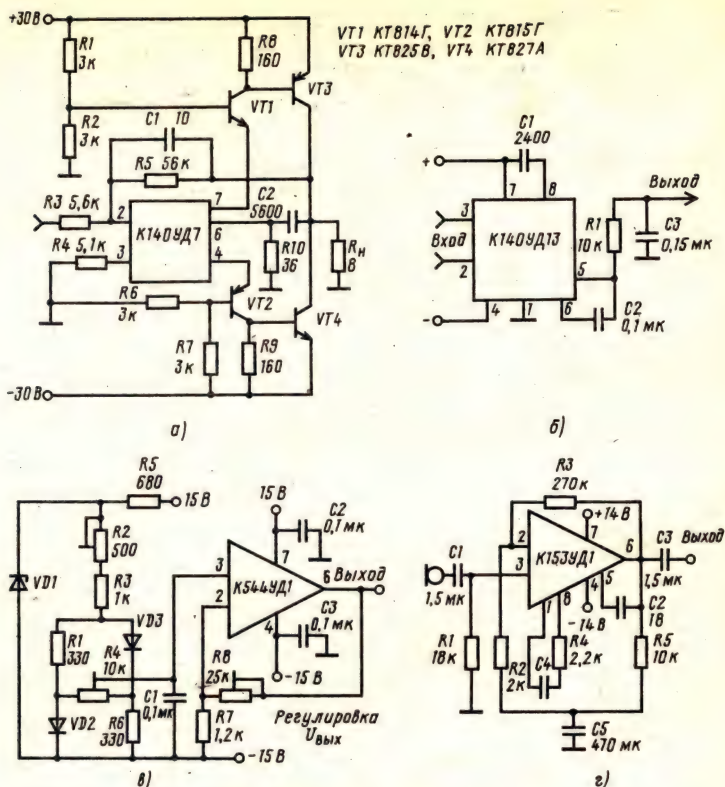 +30В
R1
3к
R2
3к
R8
160
VT3
VT1
C1 10
R5 56к
R3 5,6к
2
7
К140УД7
6
3
4
C2
5600
R4 5,1к
R10
36
Rн
8
R6
3к
VT2
VT4
R7
3к
R9
160
-30В
а)
VT1 КТ814Г, VT2 КТ815Г
VT3 КТ825В, VT4 КТ827А
C1
2400
+
7
8
Выход
3
К140УД13
R1
10к
C3
0,15 мк
Вход
2
5
-
4
1
6
C2
0,1 мк
б)
R5
680
15 В
R2
500
VD1
R3
1к
VD3
R1
330
R4
10к
VD2
R6
330
C1
0,1мк
15 В
C2
0,1 мк
7
3
К544УД1
6 Выход
2
4
C3
0,1 мк
-15 В
R8
25к
R7
1,2к
Регулировка
Uвых
-15 В
в)
R3
270к
+14 В
7
2
К153УД1
6
C3 Выход
1,5 мк
C1
1,5 мк
3
1
8
4
5
-14 В
C2
18
R1
18к
R4
2,2к
R2
2к
C4
R5
10к
C5
470 мк
г)